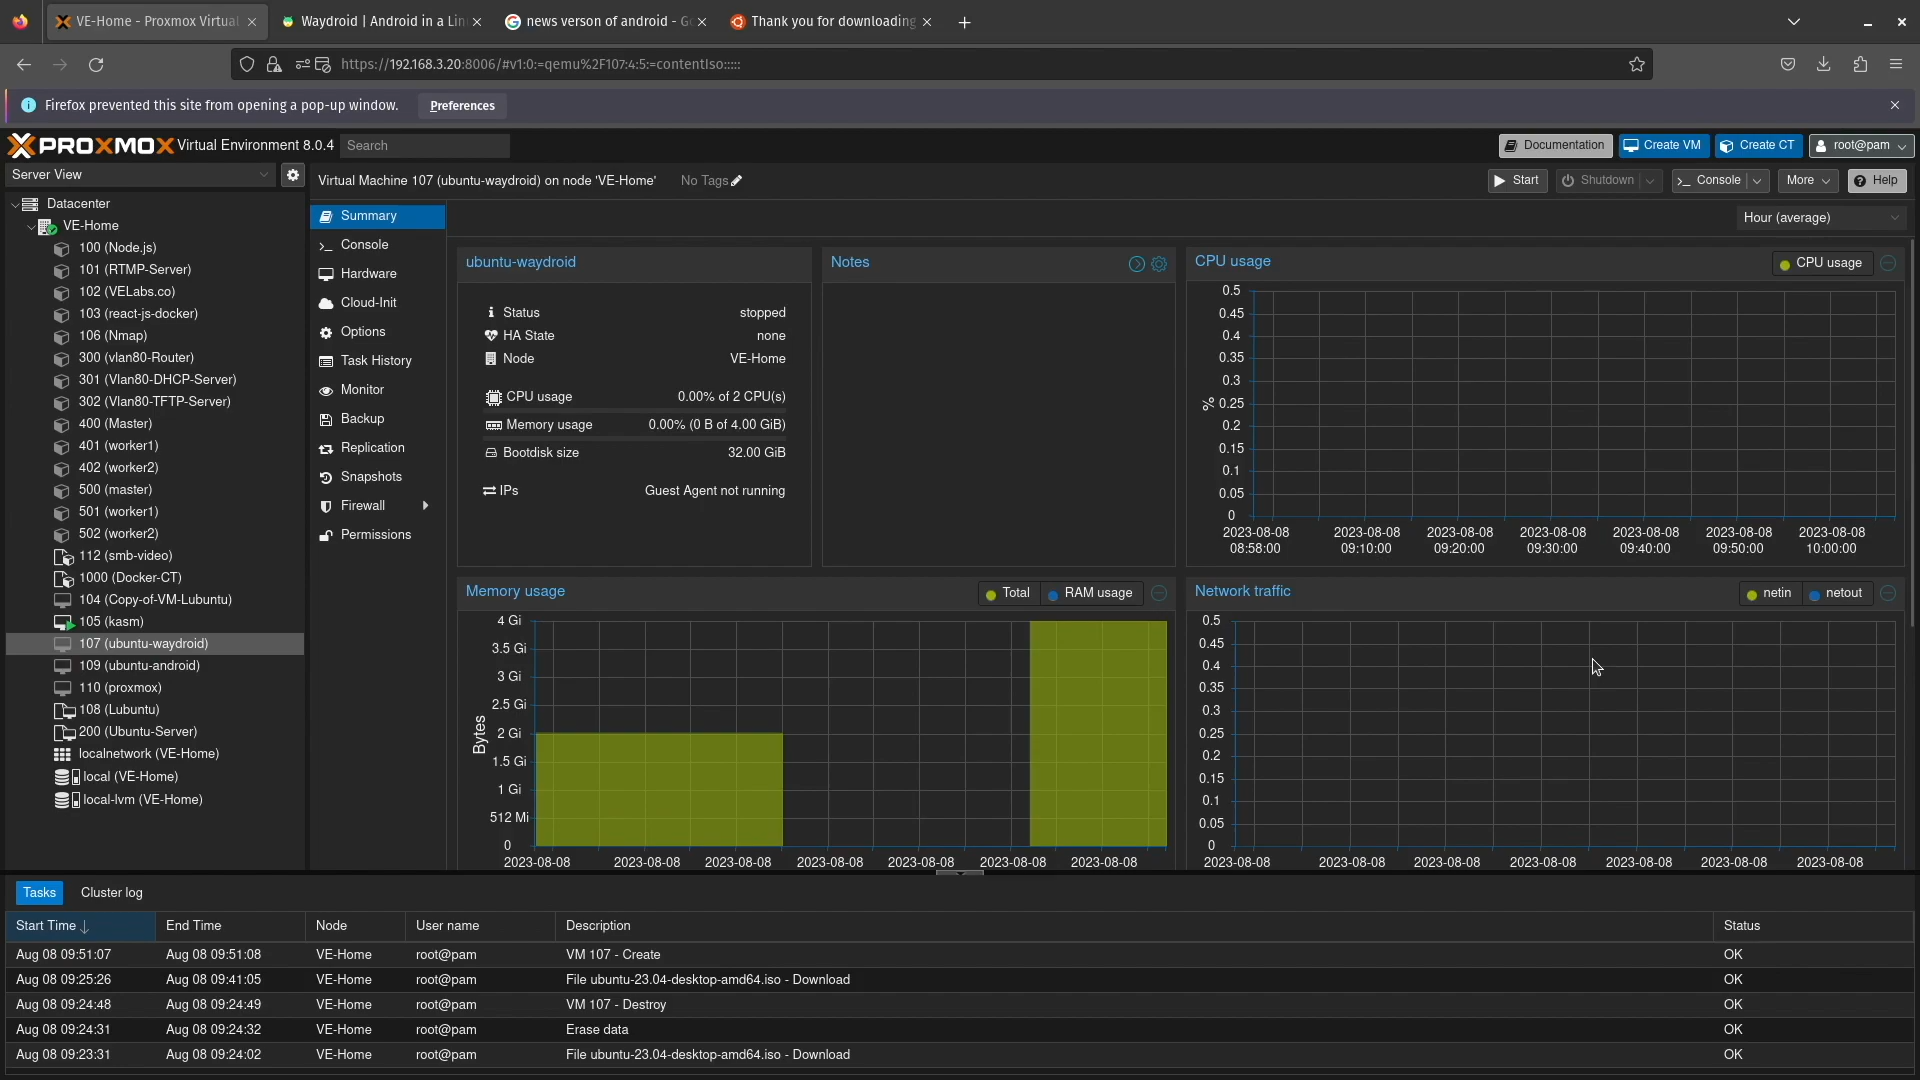 VE-Home - Proxmox Virtual
Waydroid | Android in a Lin
news verson of android - Go
Thank you for downloading
https://192.168.3.20:8006/#v1:0:=qemu%2F107:4:5:=contentIso:::::
Firefox prevented this site from opening a pop-up window.
Preferences
PROXMOX Virtual Environment 8.0.4
Search
Documentation
Create VM
Create CT
root@pam
Server View
Virtual Machine 107 (ubuntu-waydroid) on node 'VE-Home'
No Tags
Start
Shutdown
Console
More
Help
Datacenter
VE-Home
100 (Node.js)
101 (RTMP-Server)
102 (VELabs.co)
103 (react-js-docker)
106 (Nmap)
300 (vlan80-Router)
301 (Vlan80-DHCP-Server)
302 (Vlan80-TFTP-Server)
400 (Master)
401 (worker1)
402 (worker2)
500 (master)
501 (worker1)
502 (worker2)
112 (smb-video)
1000 (Docker-CT)
104 (Copy-of-VM-Lubuntu)
105 (kasm)
107 (ubuntu-waydroid)
109 (ubuntu-android)
110 (proxmox)
108 (Lubuntu)
200 (Ubuntu-Server)
localnetwork (VE-Home)
local (VE-Home)
local-lvm (VE-Home)
Summary
Console
Hardware
Cloud-Init
Options
Task History
Monitor
Backup
Replication
Snapshots
Firewall
Permissions
Hour (average)
ubuntu-waydroid
Status stopped
HA State none
Node VE-Home
CPU usage 0.00% of 2 CPU(s)
Memory usage 0.00% (0 B of 4.00 GiB)
Bootdisk size 32.00 GiB
IPs Guest Agent not running
Notes
CPU usage
CPU usage
0.5
0.45
0.4
0.35
0.3
% 0.25
0.2
0.15
0.1
0.05
0
2023-08-08 2023-08-08 2023-08-08 2023-08-08 2023-08-08 2023-08-08 2023-08-08
08:58:00 09:10:00 09:20:00 09:30:00 09:40:00 09:50:00 10:00:00
Memory usage
Total
RAM usage
4 Gi
3.5 Gi
3 Gi
2.5 Gi
Bytes
2 Gi
1.5 Gi
1 Gi
512 Mi
0
2023-08-08 2023-08-08 2023-08-08 2023-08-08 2023-08-08 2023-08-08 2023-08-08
Network traffic
netin
netout
0.5
0.45
0.4
0.35
0.3
0.25
0.2
0.15
0.1
0.05
0
2023-08-08 2023-08-08 2023-08-08 2023-08-08 2023-08-08 2023-08-08 2023-08-08
Tasks
Cluster log
Start Time End Time Node User name Description Status
Aug 08 09:51:07 Aug 08 09:51:08 VE-Home root@pam VM 107 - Create OK
Aug 08 09:25:26 Aug 08 09:41:05 VE-Home root@pam File ubuntu-23.04-desktop-amd64.iso - Download OK
Aug 08 09:24:48 Aug 08 09:24:49 VE-Home root@pam VM 107 - Destroy OK
Aug 08 09:24:31 Aug 08 09:24:32 VE-Home root@pam Erase data OK
Aug 08 09:23:31 Aug 08 09:24:02 VE-Home root@pam File ubuntu-23.04-desktop-amd64.iso - Download OK